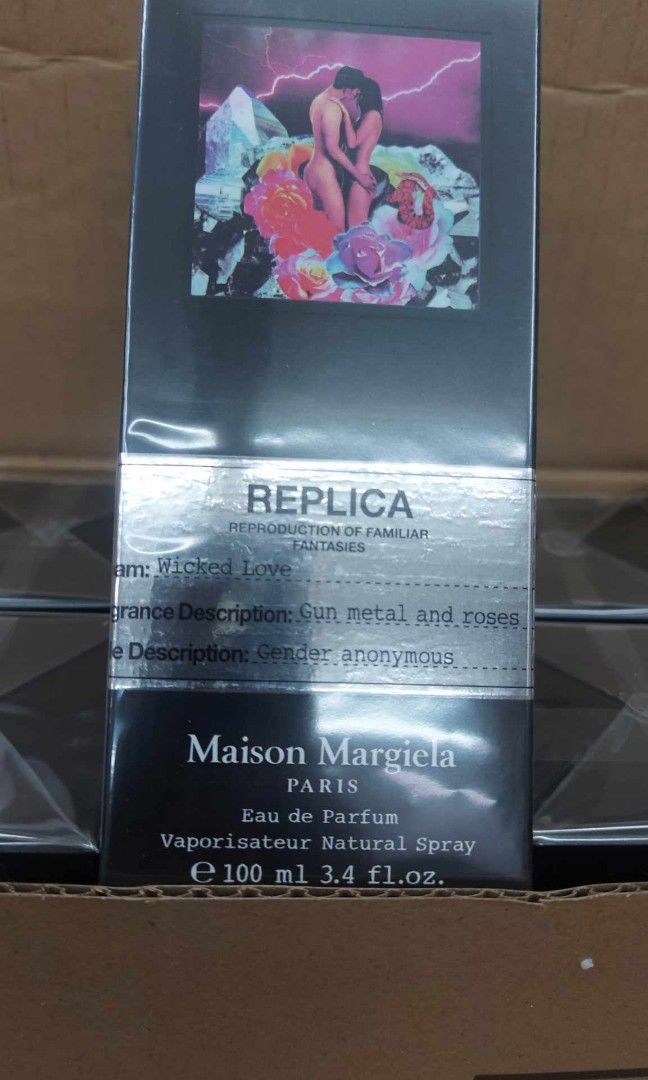 REPLICA
REPRODUCTION OF FAMILIAR
FANTASIES
am: Wicked Love
grance Description: Gun metal and roses
e Description: Gender anonymous
Maison Margiela
PARIS
Eau de Parfum
Vaporisateur Natural Spray
e 100 ml 3.4 fl.oz.